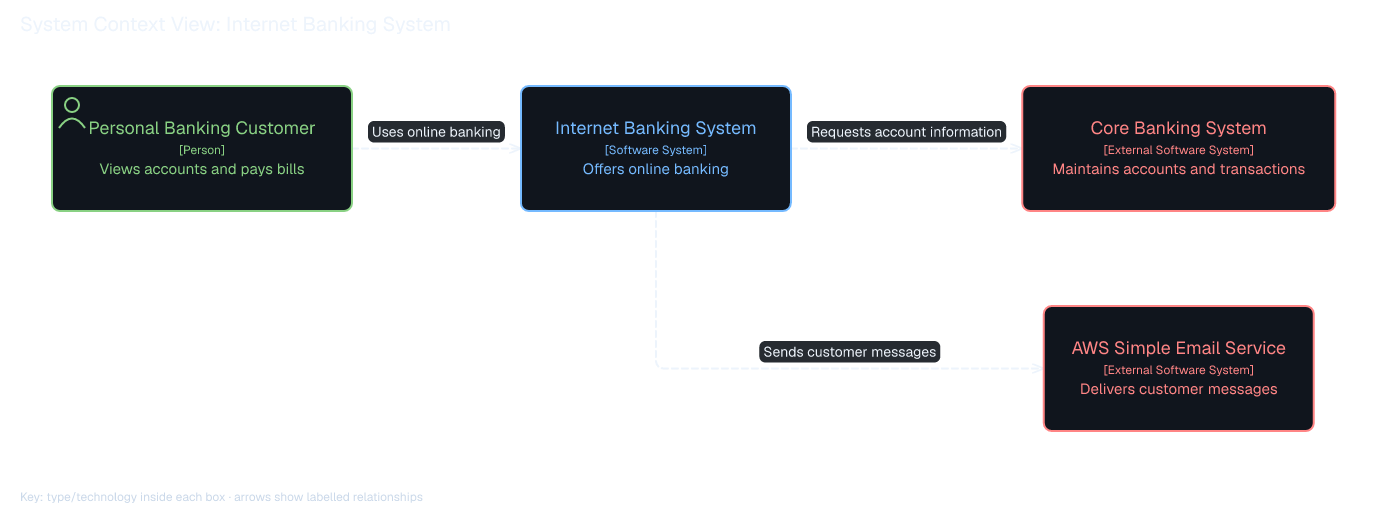 System Context View: Internet Banking System
Personal Banking Customer
[Person]
Views accounts and pays bills
Uses online banking
Internet Banking System
[Software System]
Offers online banking
Requests account information
Core Banking System
[External Software System]
Maintains accounts and transactions
Sends customer messages
AWS Simple Email Service
[External Software System]
Delivers customer messages
Key: type/technology inside each box · arrows show labelled relationships